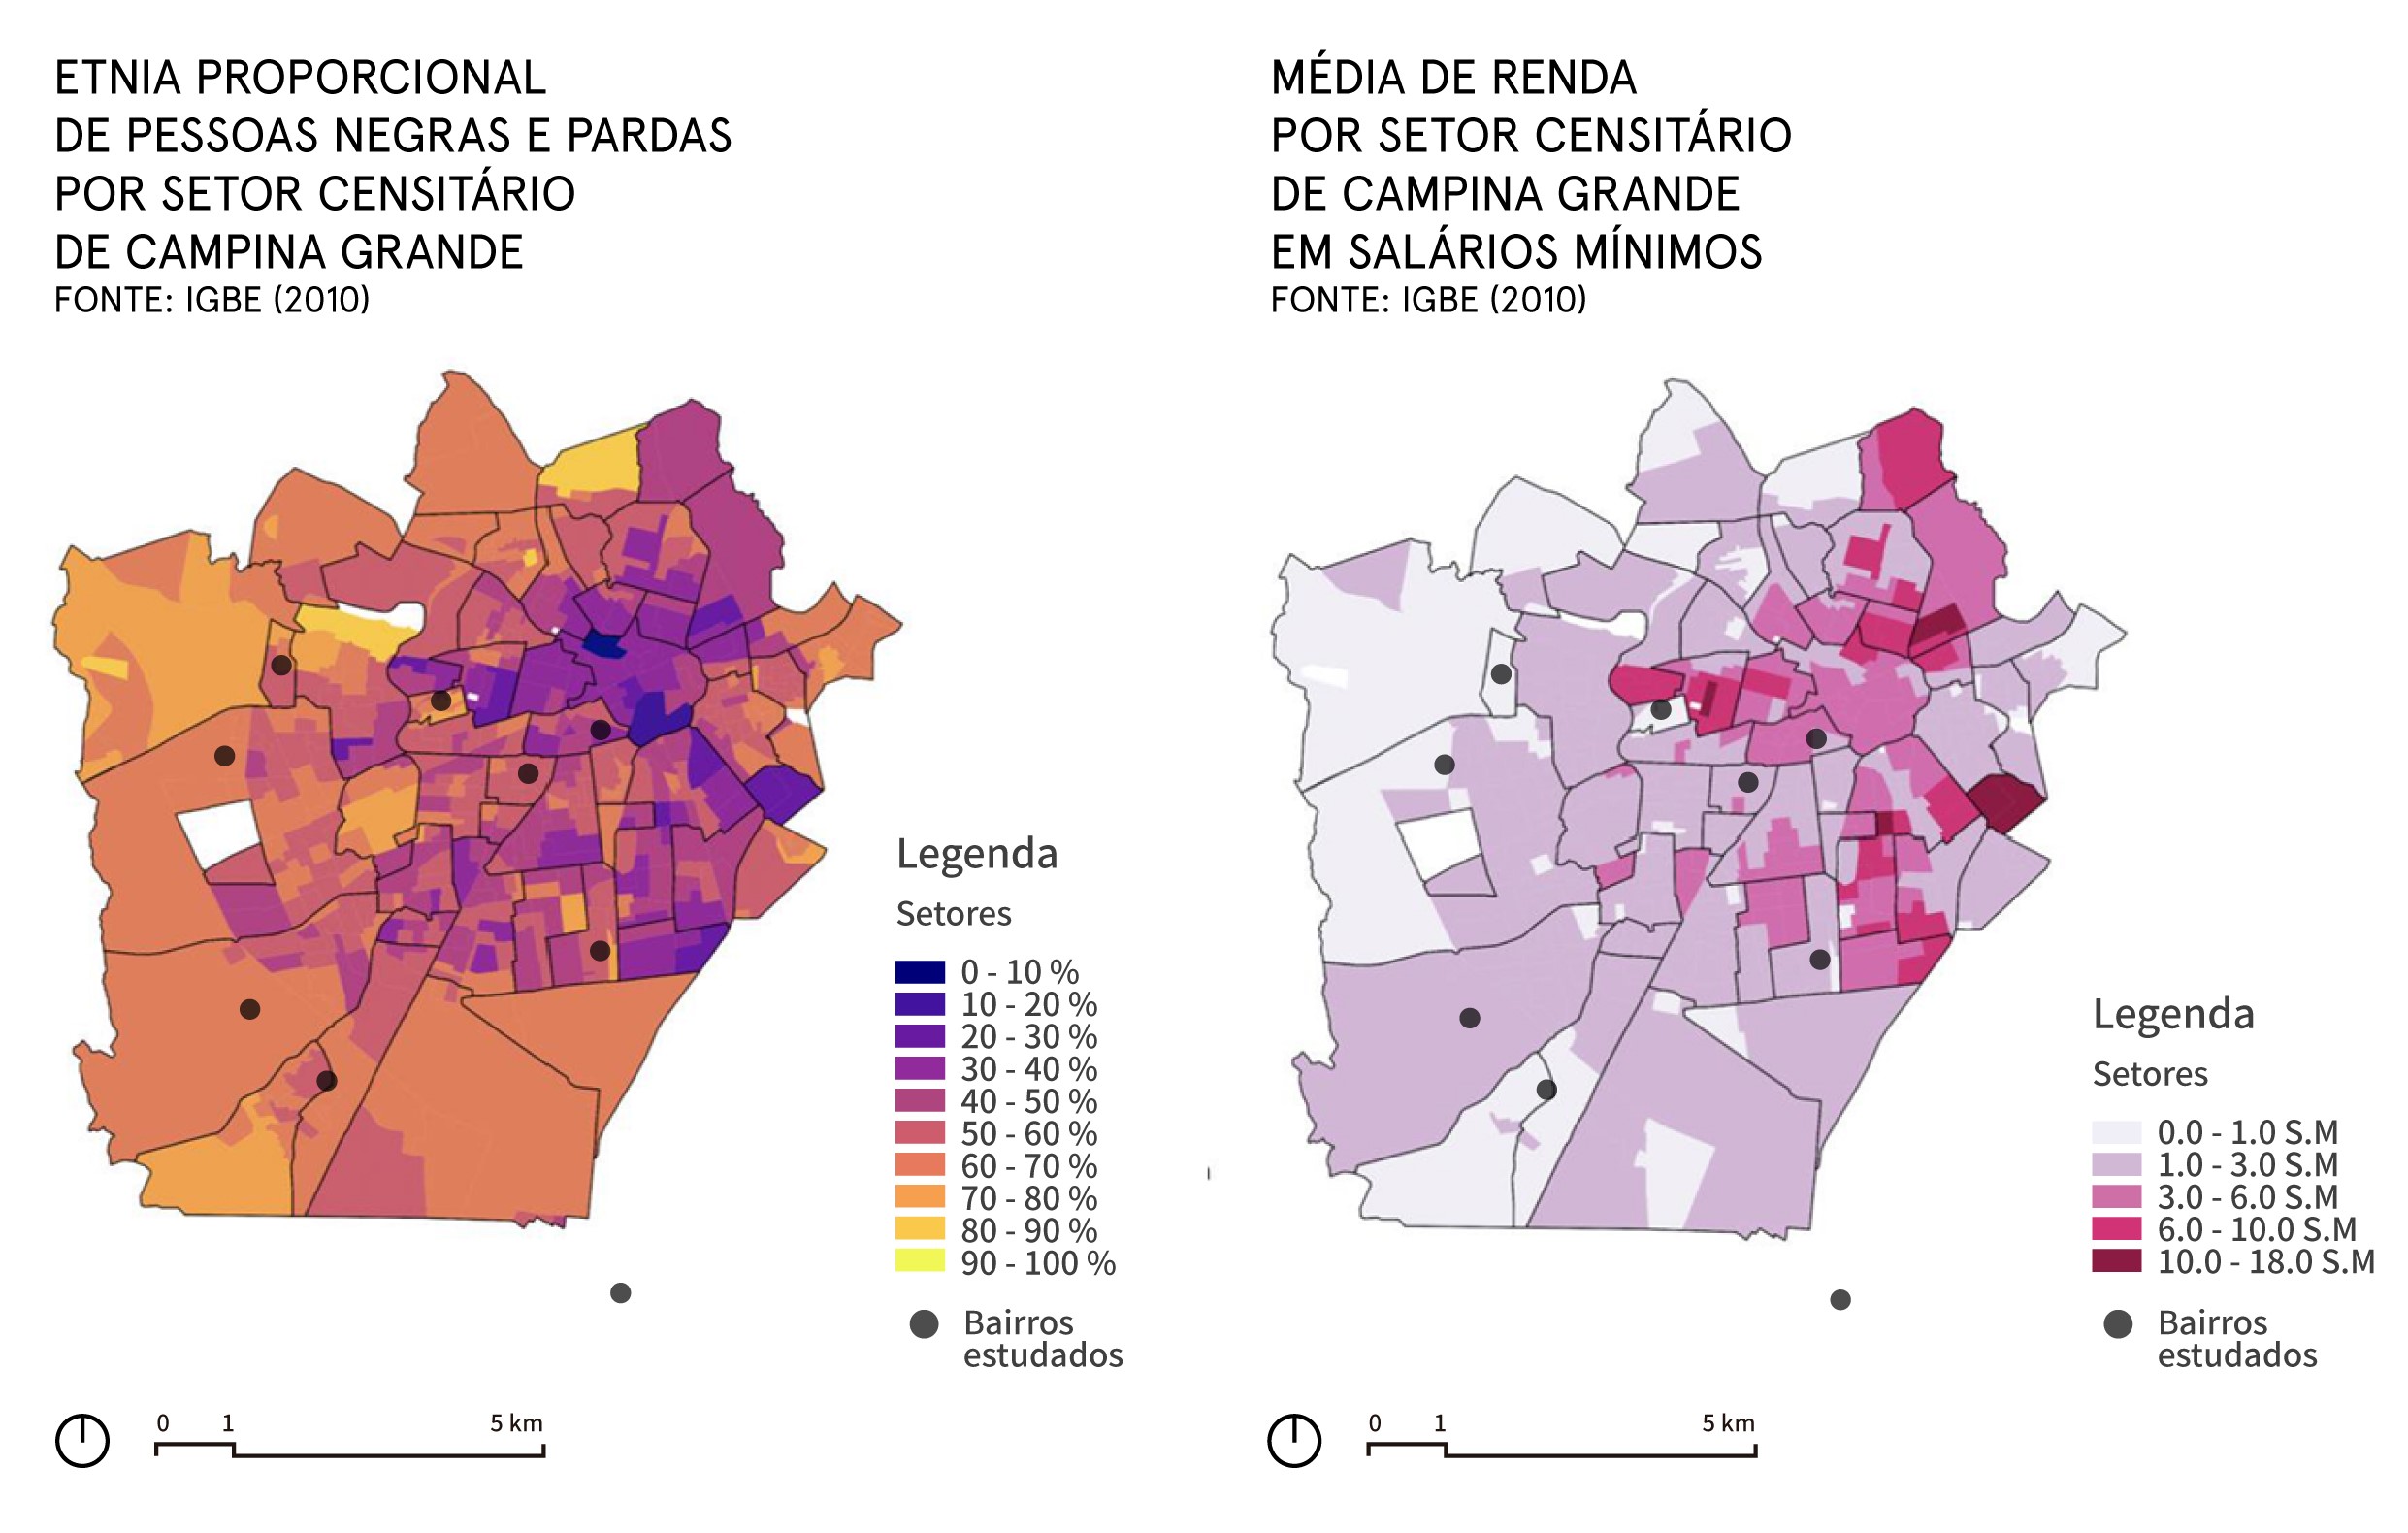 ETNIA PROPORCIONAL
DE PESSOAS NEGRAS E PARDAS
POR SETOR CENSITÁRIO
DE CAMPINA GRANDE
FONTE: IGBE (2010)
Legenda
Setores
0 - 10 %
10 - 20 %
20 - 30 %
30 - 40 %
40 - 50 %
50 - 60 %
60 - 70 %
70 - 80 %
80 - 90 %
90 - 100 %
Bairros
estudados
0 1 5 km
MÉDIA DE RENDA
POR SETOR CENSITÁRIO
DE CAMPINA GRANDE
EM SALÁRIOS MÍNIMOS
FONTE: IGBE (2010)
Legenda
Setores
0.0 - 1.0 S.M
1.0 - 3.0 S.M
3.0 - 6.0 S.M
6.0 - 10.0 S.M
10.0 - 18.0 S.M
Bairros
estudados
0 1 5 km